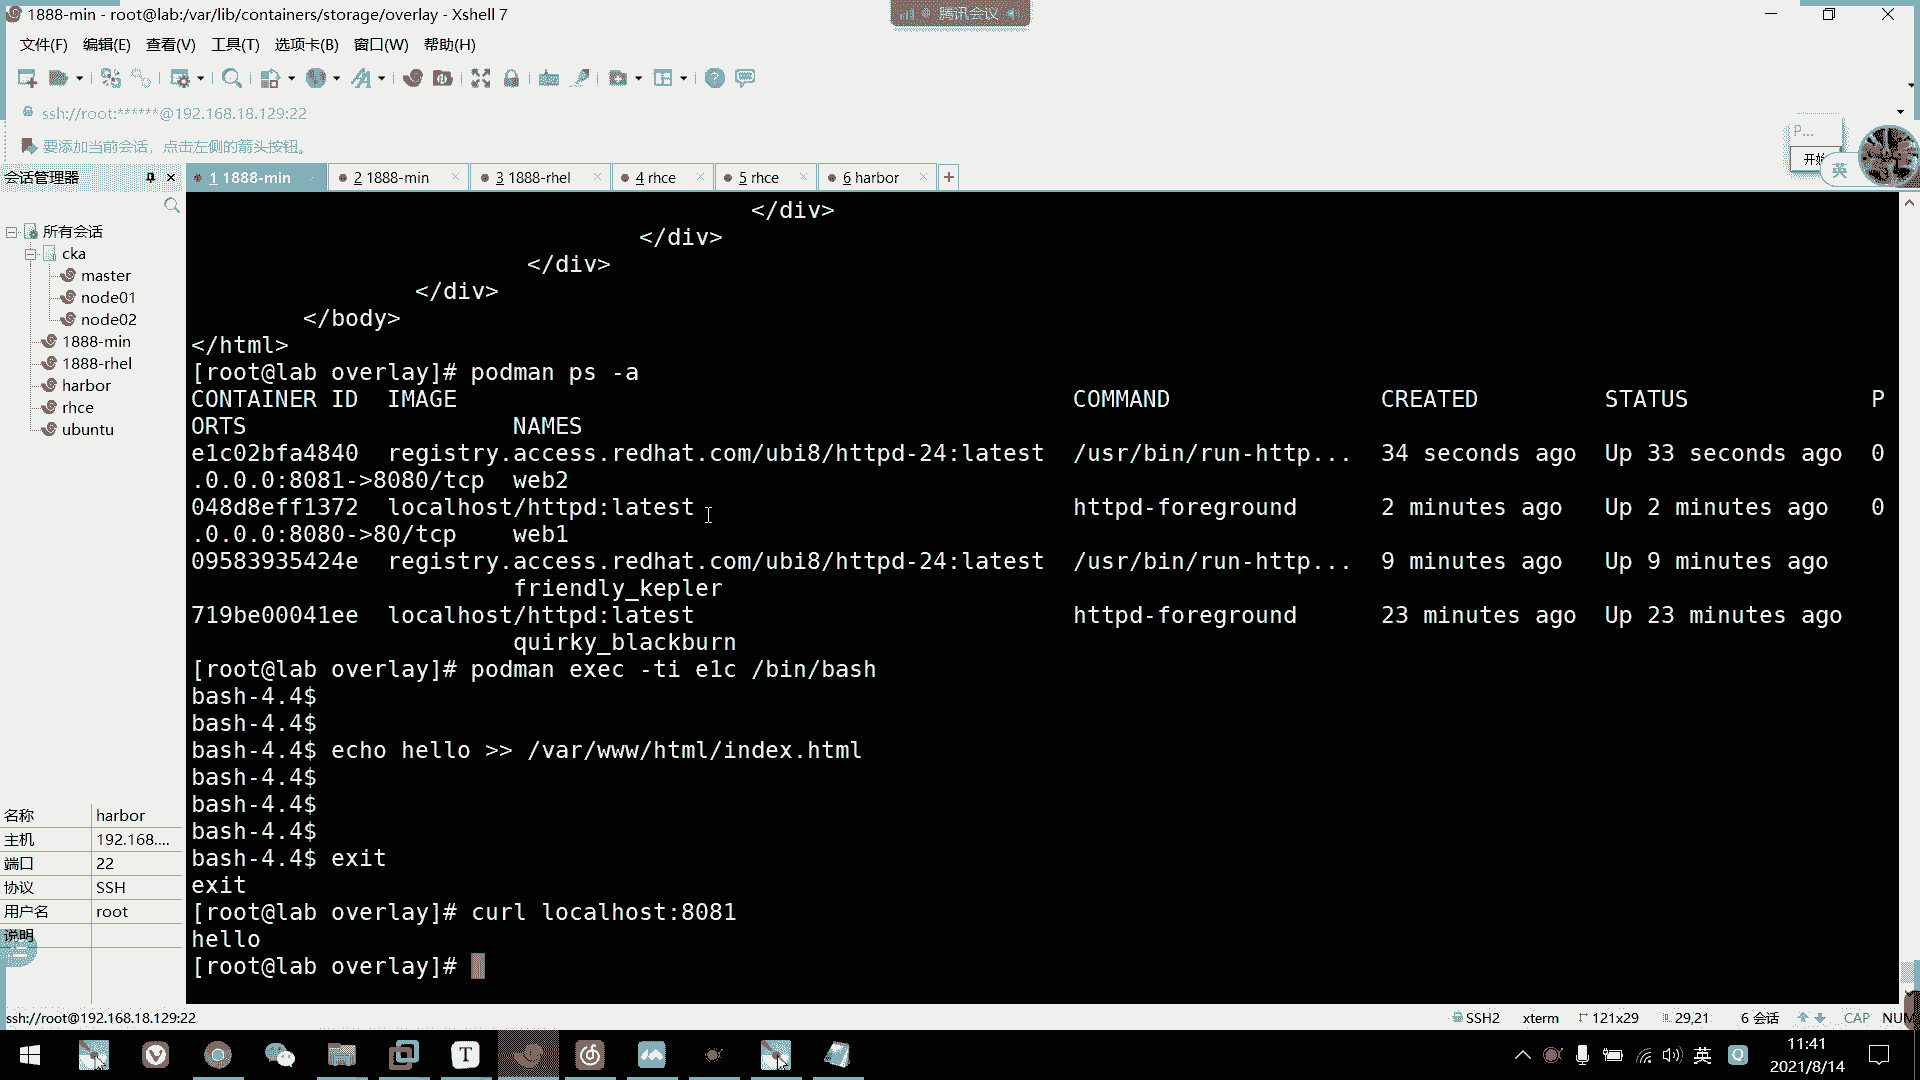 1888-min - root@lab:/var/lib/containers/storage/overlay - Xshell 7
腾讯会议
文件(F) 编辑(E) 查看(V) 工具(T) 选项卡(B) 窗口(W) 帮助(H)
ssh://root:******@192.168.18.129:22
要添加当前会话，点击左侧的箭头按钮。
P...
英
会话管理器
1 1888-min
2 1888-min
3 1888-rhel
4 rhce
5 rhce
6 harbor
所有会话
cka
master
node01
node02
1888-min
1888-rhel
harbor
rhce
ubuntu
名称 harbor
主机 192.168....
端口 22
协议 SSH
用户名 root
说明
</div>
</div>
</div>
</div>
</body>
</html>
[root@lab overlay]# podman ps -a
CONTAINER ID IMAGE COMMAND CREATED STATUS P
ORTS NAMES
e1c02bfa4840 registry.access.redhat.com/ubi8/httpd-24:latest /usr/bin/run-http... 34 seconds ago Up 33 seconds ago 0
.0.0.0:8081->8080/tcp web2
048d8eff1372 localhost/httpd:latest httpd-foreground 2 minutes ago Up 2 minutes ago 0
.0.0.0:8080->80/tcp web1
09583935424e registry.access.redhat.com/ubi8/httpd-24:latest /usr/bin/run-http... 9 minutes ago Up 9 minutes ago
friendly_kepler
719be00041ee localhost/httpd:latest httpd-foreground 23 minutes ago Up 23 minutes ago
quirky_blackburn
[root@lab overlay]# podman exec -ti e1c /bin/bash
bash-4.4$
bash-4.4$
bash-4.4$ echo hello >> /var/www/html/index.html
bash-4.4$
bash-4.4$
bash-4.4$
bash-4.4$ exit
exit
[root@lab overlay]# curl localhost:8081
hello
[root@lab overlay]#
ssh://root@192.168.18.129:22
SSH2 xterm 121x29 29,21 6 会话 CAP NUM
英
11:41
2021/8/14